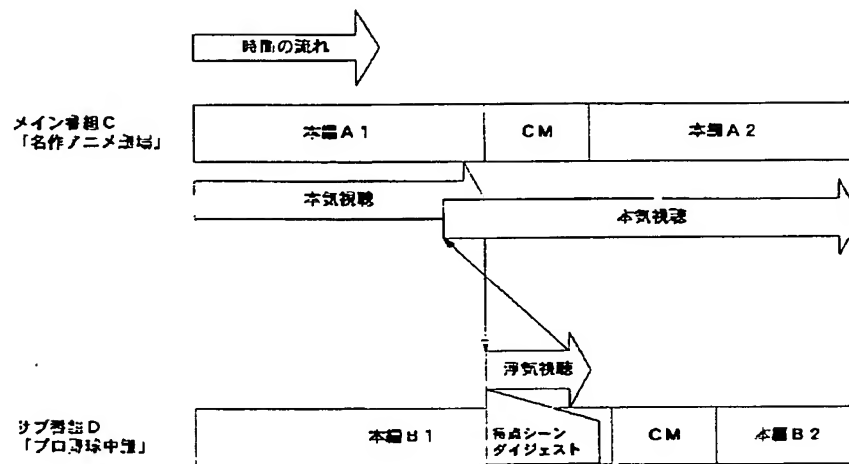 時間の流れ
メイン番組C
「名作アニメ劇場」
本編A1
CM
本編A2
本気視聴
本気視聴
浮気視聴
サブ番組D
「プロ野球中継」
本編B1
得点シーン
ダイジェスト
CM
本編B2